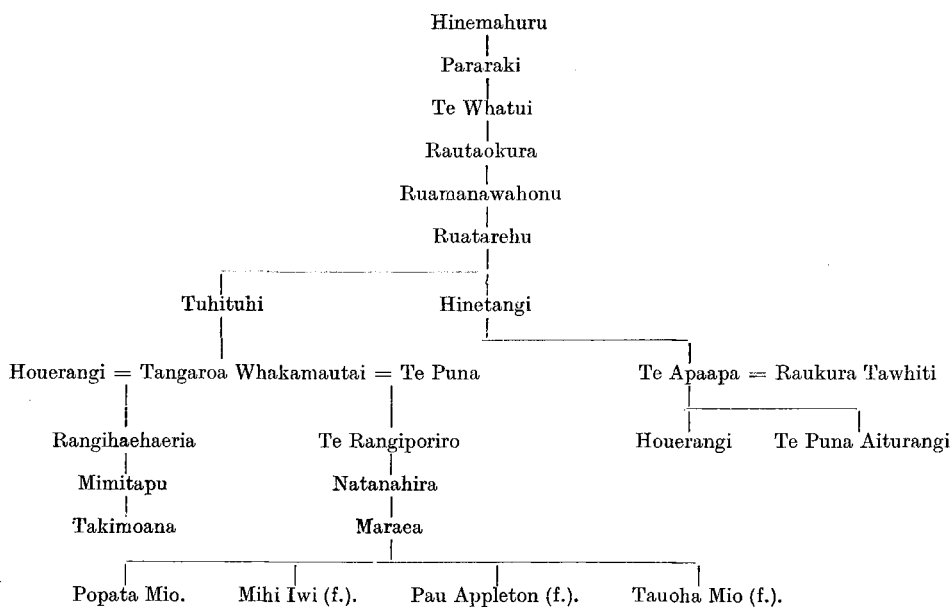 Hinemahuru
Pararaki
Te Whatui
Rautaokura
Ruamanawahonu
Ruatarehu
Tuhituhi Hinetangi
Houerangi = Tangaroa Whakamautai = Te Puna Te Apaapa = Raukura Tawhiti
Rangihaehaeria Te Rangiporiro Houerangi Te Puna Aiturangi
Mimitapu Natanahira
Takimoana Maraea
Popata Mio. Mihi Iwi (f.). Pau Appleton (f.). Tauoha Mio (f.).